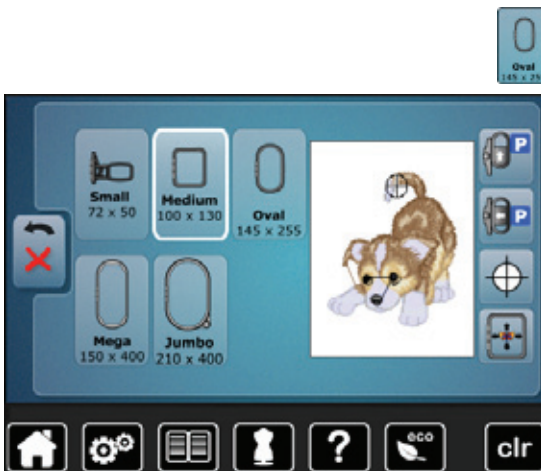 Oval
145 x 25
Small
72 x 50
Medium
100 x 130
Oval
145 x 255
Mega
150 x 400
Jumbo
210 x 400
P
P
?
eco
clr